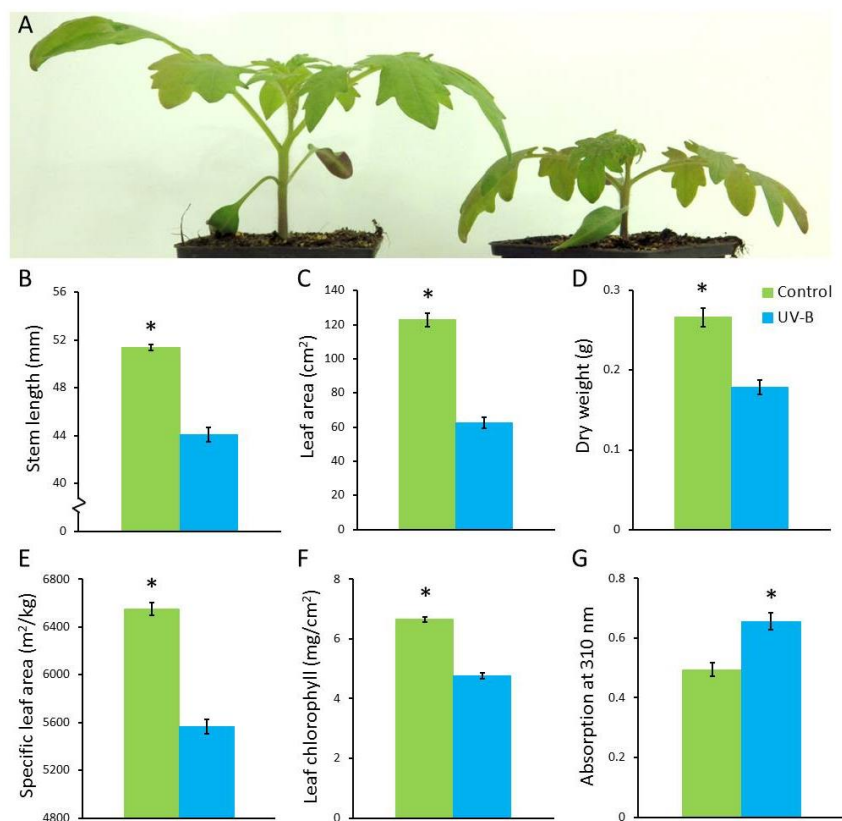 A
B
Stem length (mm)
56
52
48
44
40
0
*
C
Leaf area (cm²)
140
120
100
80
60
40
20
0
*
D
Dry weight (g)
0.3
0.2
0.1
0
*
Control
UV-B
E
Specific leaf area (m²/kg)
6800
6400
6000
5600
5200
4800
*
F
Leaf chlorophyll (mg/cm²)
8
6
4
2
0
*
G
Absorption at 310 nm
0.8
0.6
0.4
0.2
0
*